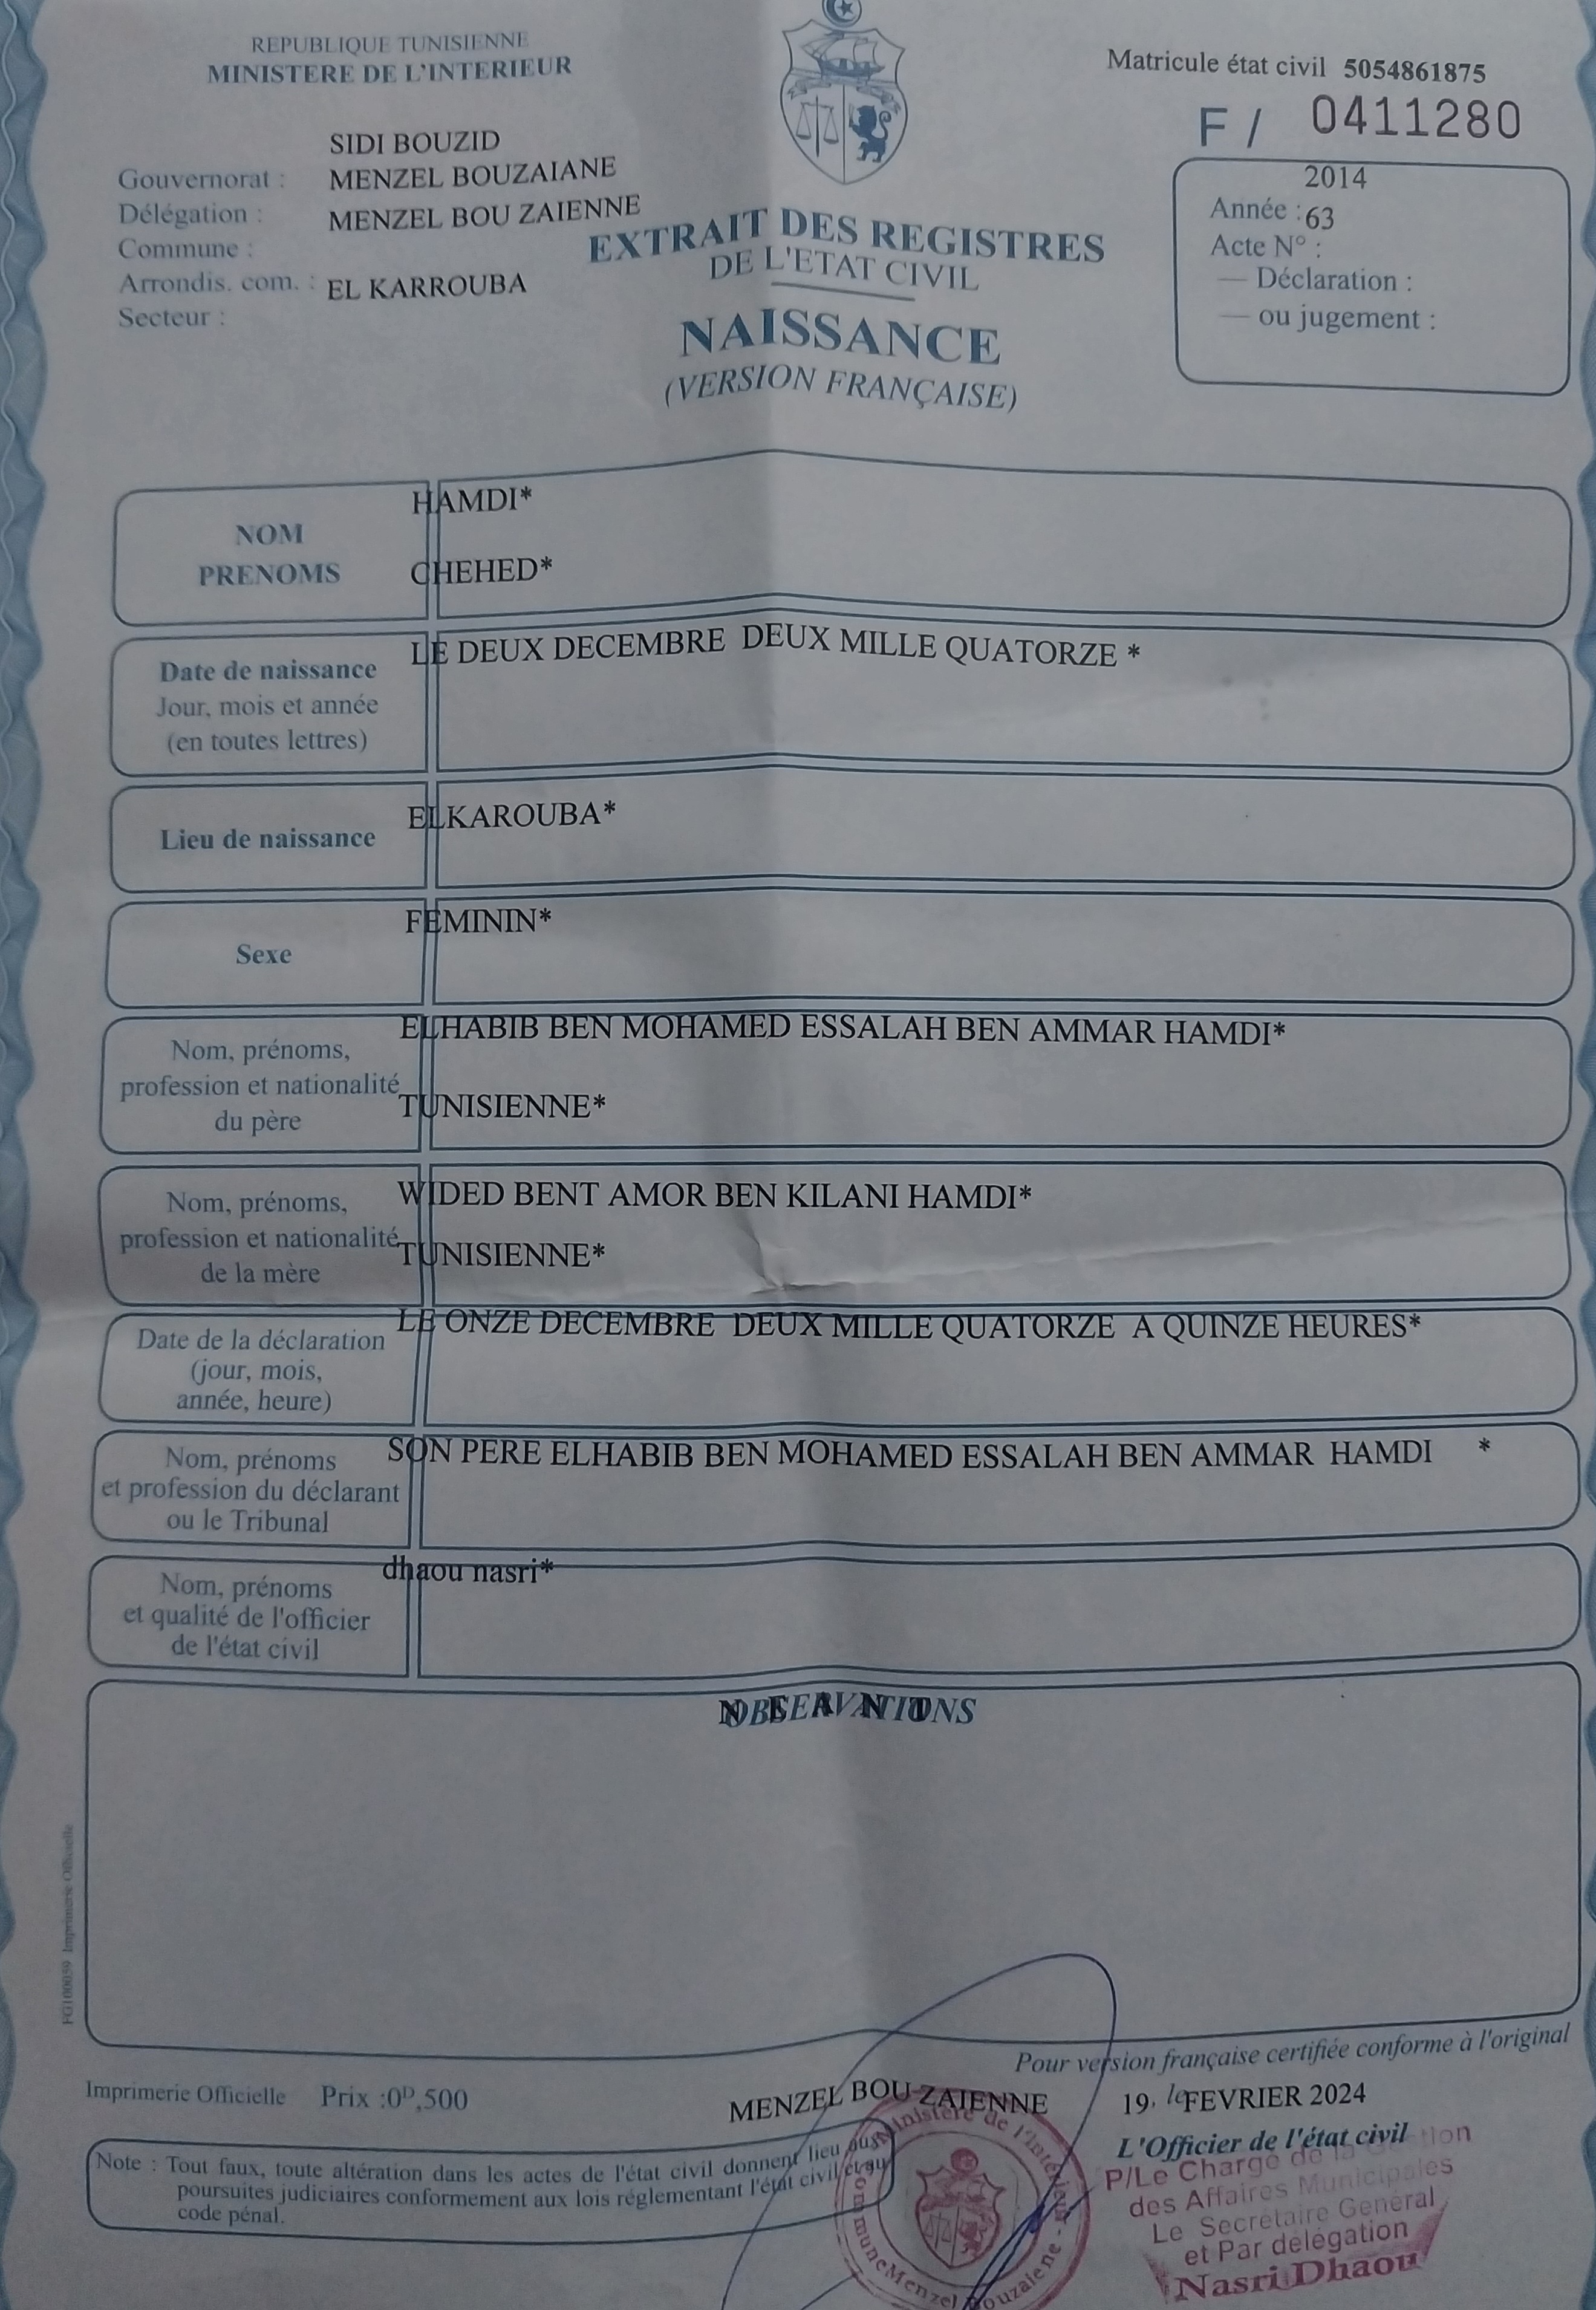 REPUBLIQUE TUNISIENNE
MINISTERE DE L'INTERIEUR
Matricule état civil 5054861875
F / 0411280
SIDI BOUZID
Gouvernorat : MENZEL BOUZAIANE
Délégation : MENZEL BOU ZAIENNE
Commune :
Arrondis. com. : EL KARROUBA
Secteur :
2014
Année : 63
Acte N° :
— Déclaration :
— ou jugement :
EXTRAIT DES REGISTRES
DE L'ETAT CIVIL
NAISSANCE
(VERSION FRANÇAISE)
NOM
PRENOMS
HAMDI*
CHEHED*
Date de naissance
Jour, mois et année
(en toutes lettres)
LE DEUX DECEMBRE DEUX MILLE QUATORZE *
Lieu de naissance
ELKAROUBA*
Sexe
FEMININ*
Nom, prénoms,
profession et nationalité
du père
ELHABIB BEN MOHAMED ESSALAH BEN AMMAR HAMDI*
TUNISIENNE*
Nom, prénoms,
profession et nationalité
de la mère
WIDED BENT AMOR BEN KILANI HAMDI*
TUNISIENNE*
Date de la déclaration
(jour, mois,
année, heure)
LE ONZE DECEMBRE DEUX MILLE QUATORZE A QUINZE HEURES*
Nom, prénoms
et profession du déclarant
ou le Tribunal
SON PERE ELHABIB BEN MOHAMED ESSALAH BEN AMMAR HAMDI *
Nom, prénoms
et qualité de l'officier
de l'état civil
dhaou nasri*
OBSERVATIONS
N E A N T
FG100039 Imprimerie Officielle
Pour version française certifiée conforme à l'original
Imprimerie Officielle Prix :0ᴰ,500
MENZEL BOU ZAIENNE 19. le FEVRIER 2024
L'Officier de l'état civil
Note : Tout faux, toute altération dans les actes de l'état civil donnent lieu aux
poursuites judiciaires conformement aux lois réglementant l'état civil et au
code pénal.
Ministère de l'Intérieur - Commune Menzel Bouzaiene -
P/Le Chargé de la Gestion
des Affaires Municipales
Le Secrétaire Général
et Par délégation
Nasri Dhaou